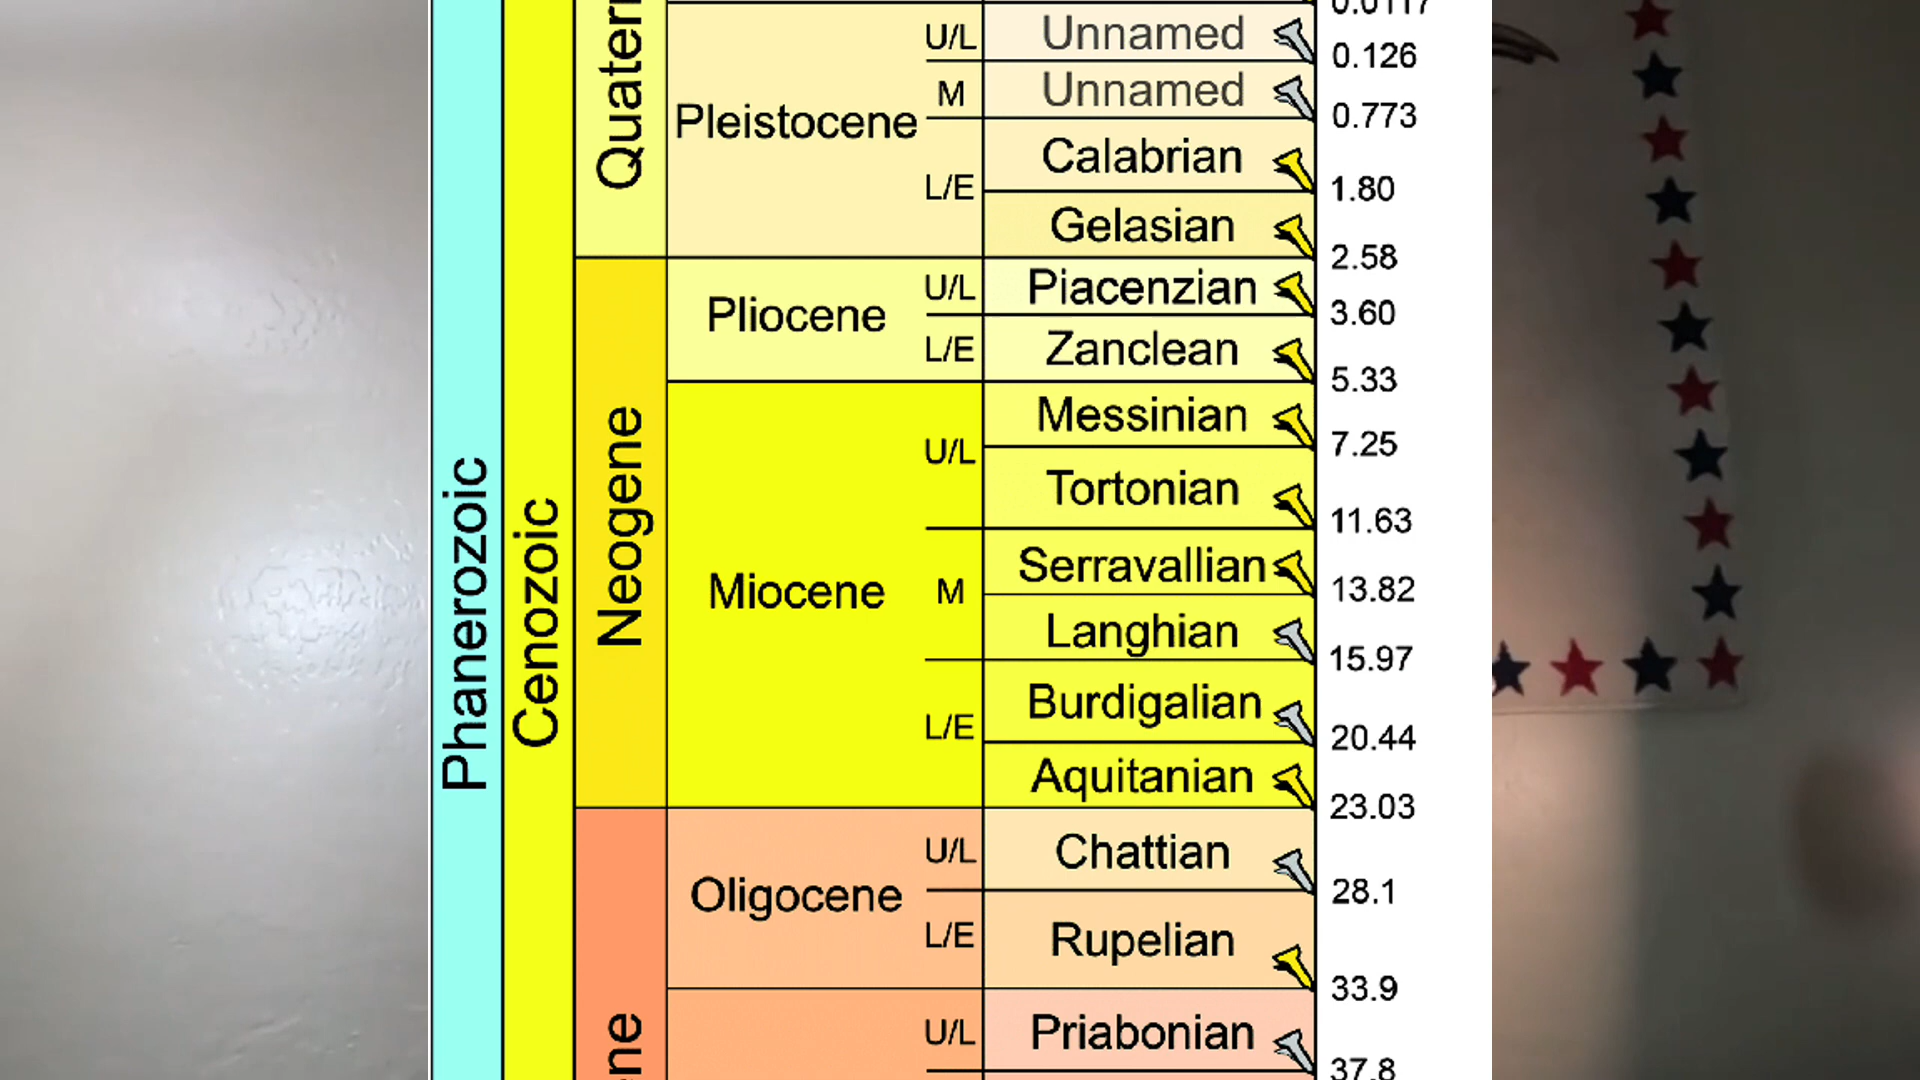 Phanerozoic
Cenozoic
Neogene
Pleistocene
U/L Unnamed
0.126
M Unnamed
0.773
Calabrian
L/E
1.80
Gelasian
2.58
Pliocene
U/L Piacenzian
3.60
L/E Zanclean
5.33
Miocene
Messinian
U/L
7.25
Tortonian
11.63
Serravallian
M
13.82
Langhian
15.97
Burdigalian
L/E
20.44
Aquitanian
23.03
Oligocene
U/L Chattian
28.1
L/E Rupelian
33.9
U/L Priabonian
37.8